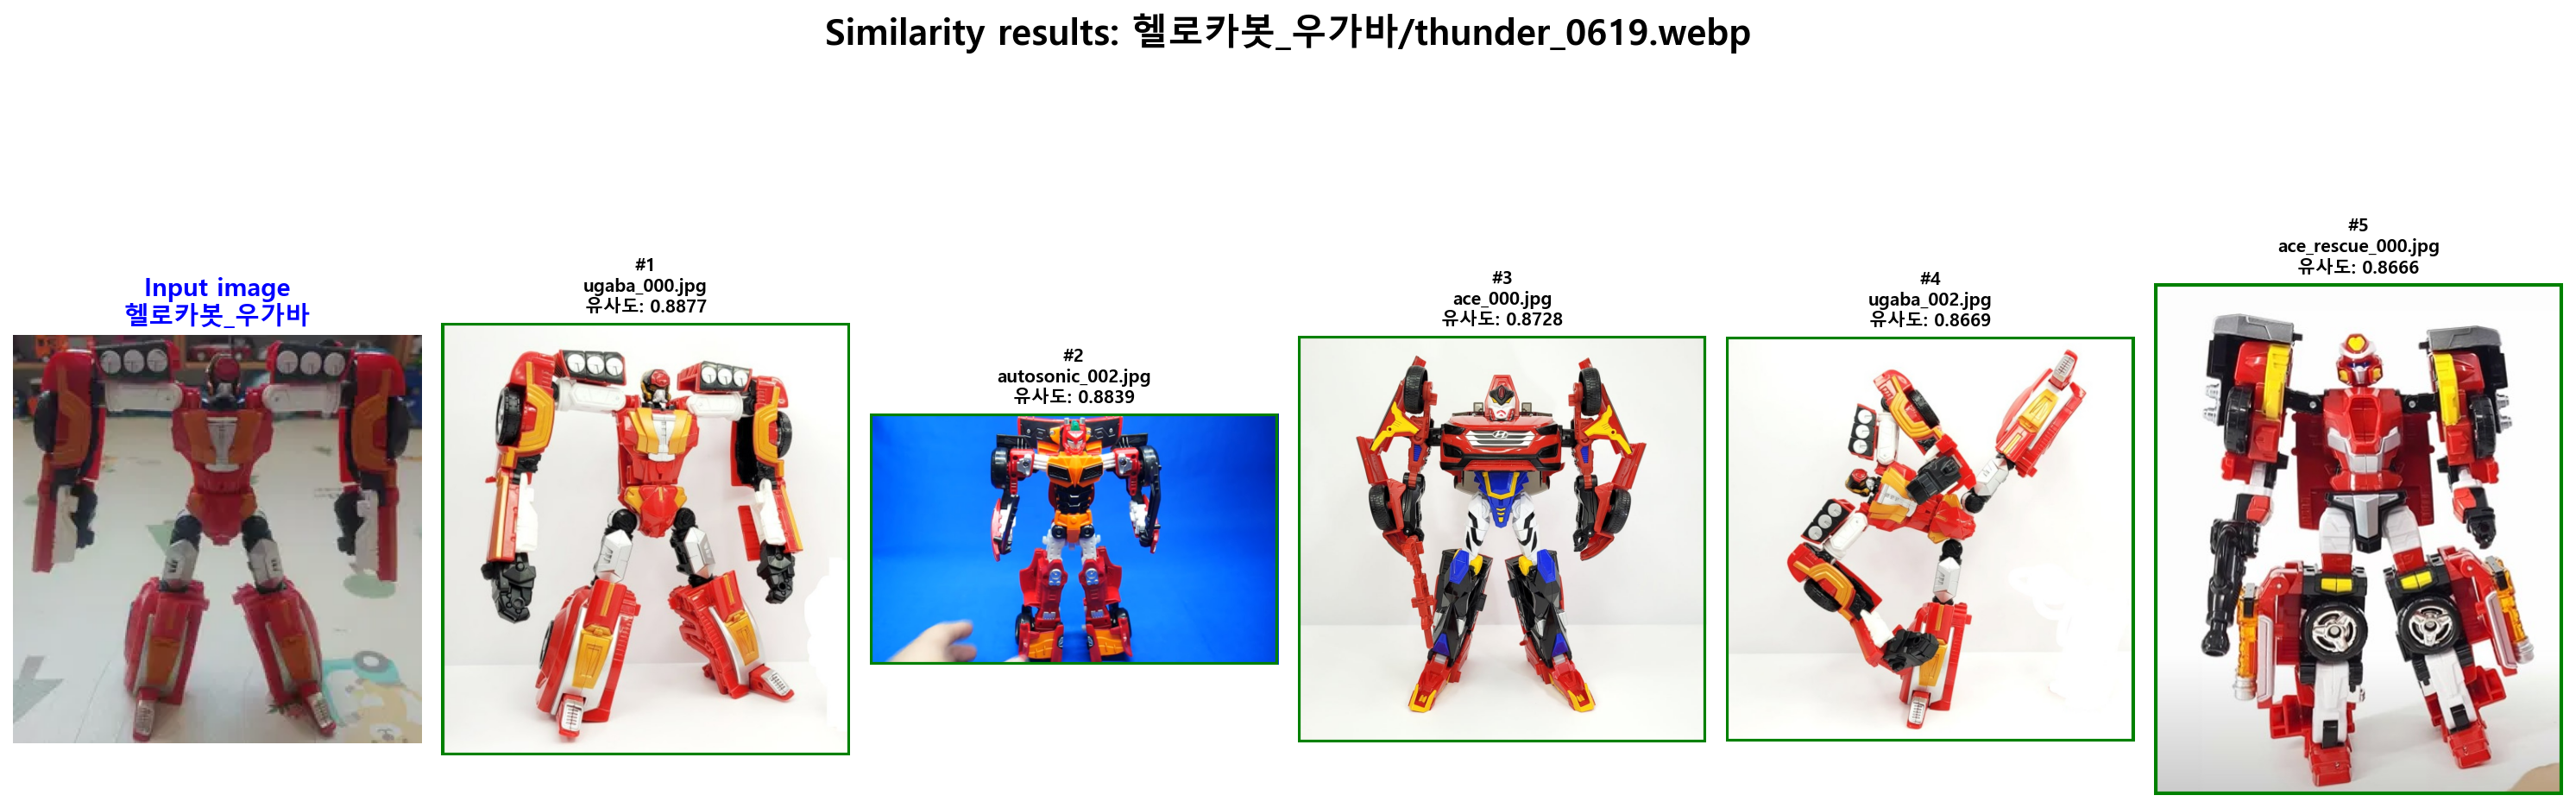 Similarity results: 헬로카봇_우가바/thunder_0619.webp
Input image
헬로카봇_우가바
#1
ugaba_000.jpg
유사도: 0.8877
#2
autosonic_002.jpg
유사도: 0.8839
#3
ace_000.jpg
유사도: 0.8728
#4
ugaba_002.jpg
유사도: 0.8669
#5
ace_rescue_000.jpg
유사도: 0.8666